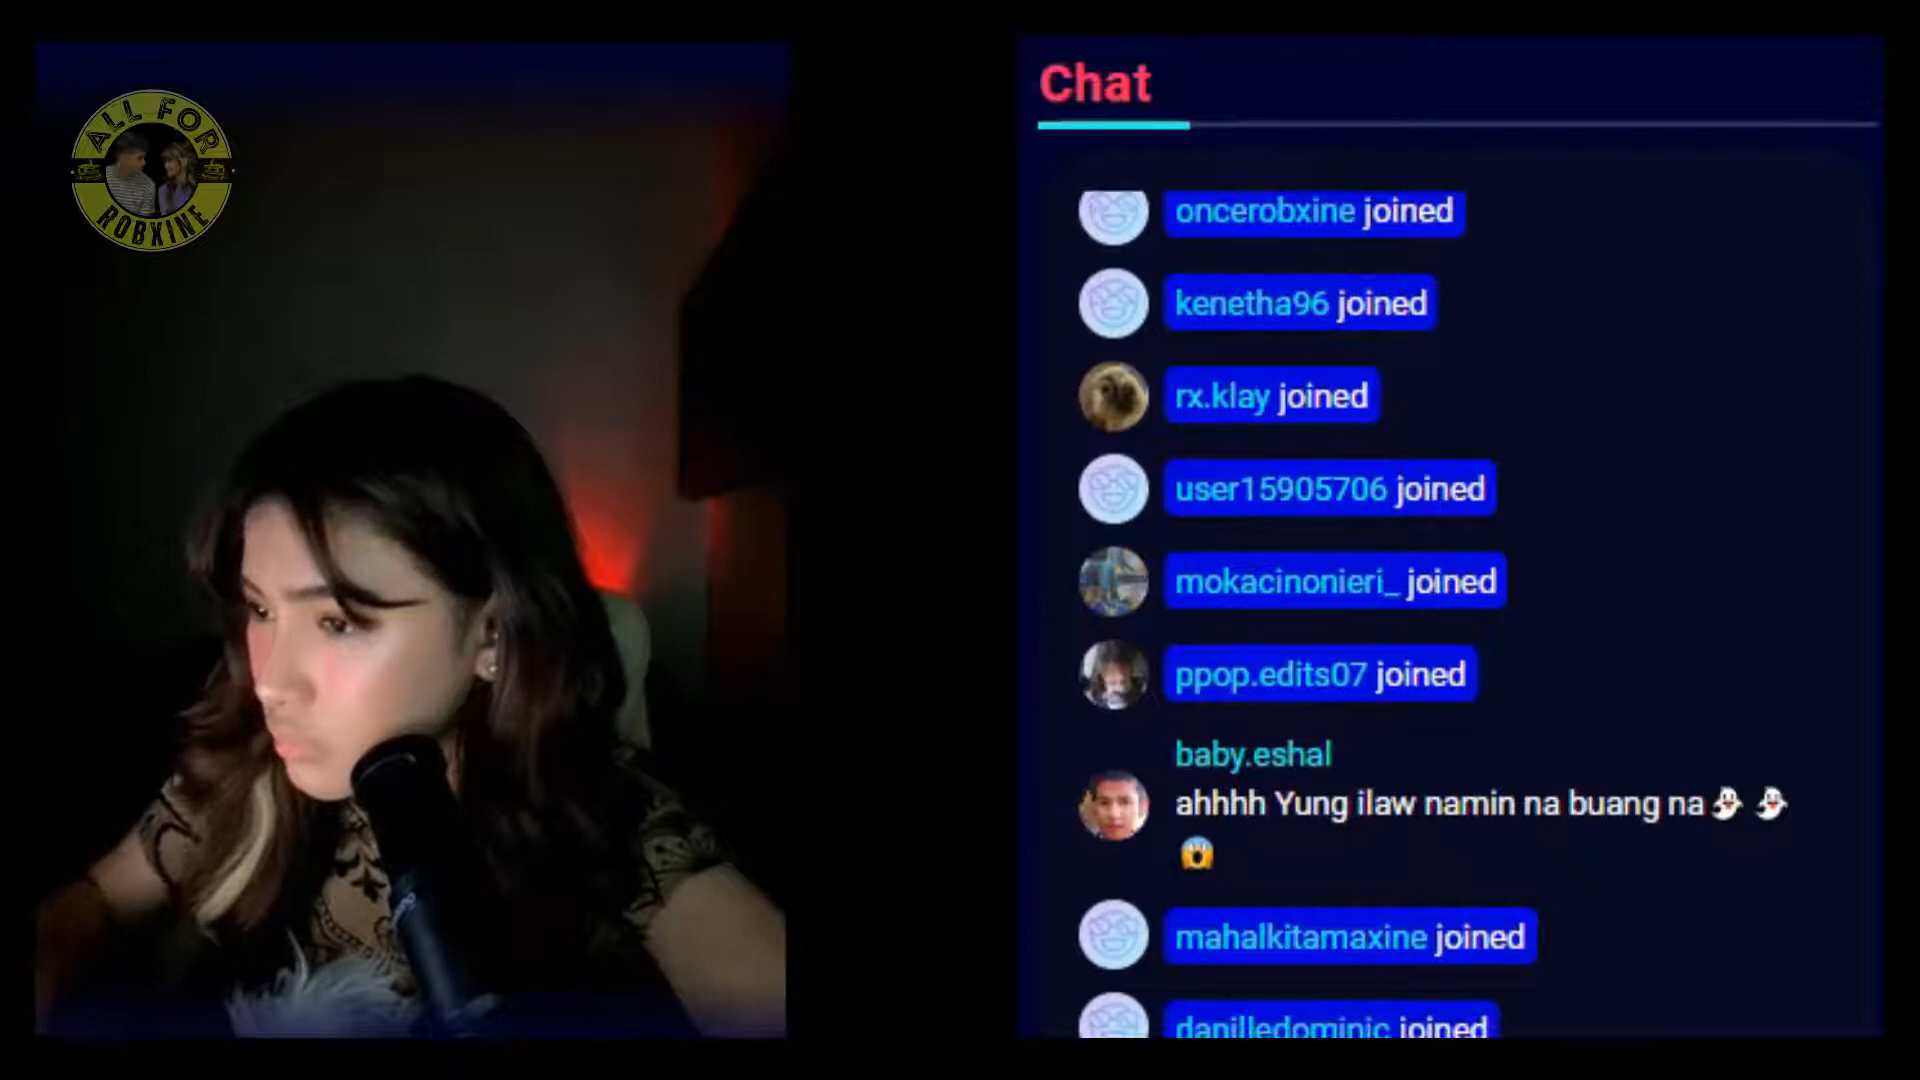 ALL FOR
ROBXINE
Chat
oncerobxine joined
kenetha96 joined
rx.klay joined
user15905706 joined
mokacinonieri_ joined
ppop.edits07 joined
baby.eshal
ahhhh Yung ilaw namin na buang na👻 👻
😱
mahalkitamaxine joined
danilledominic joined